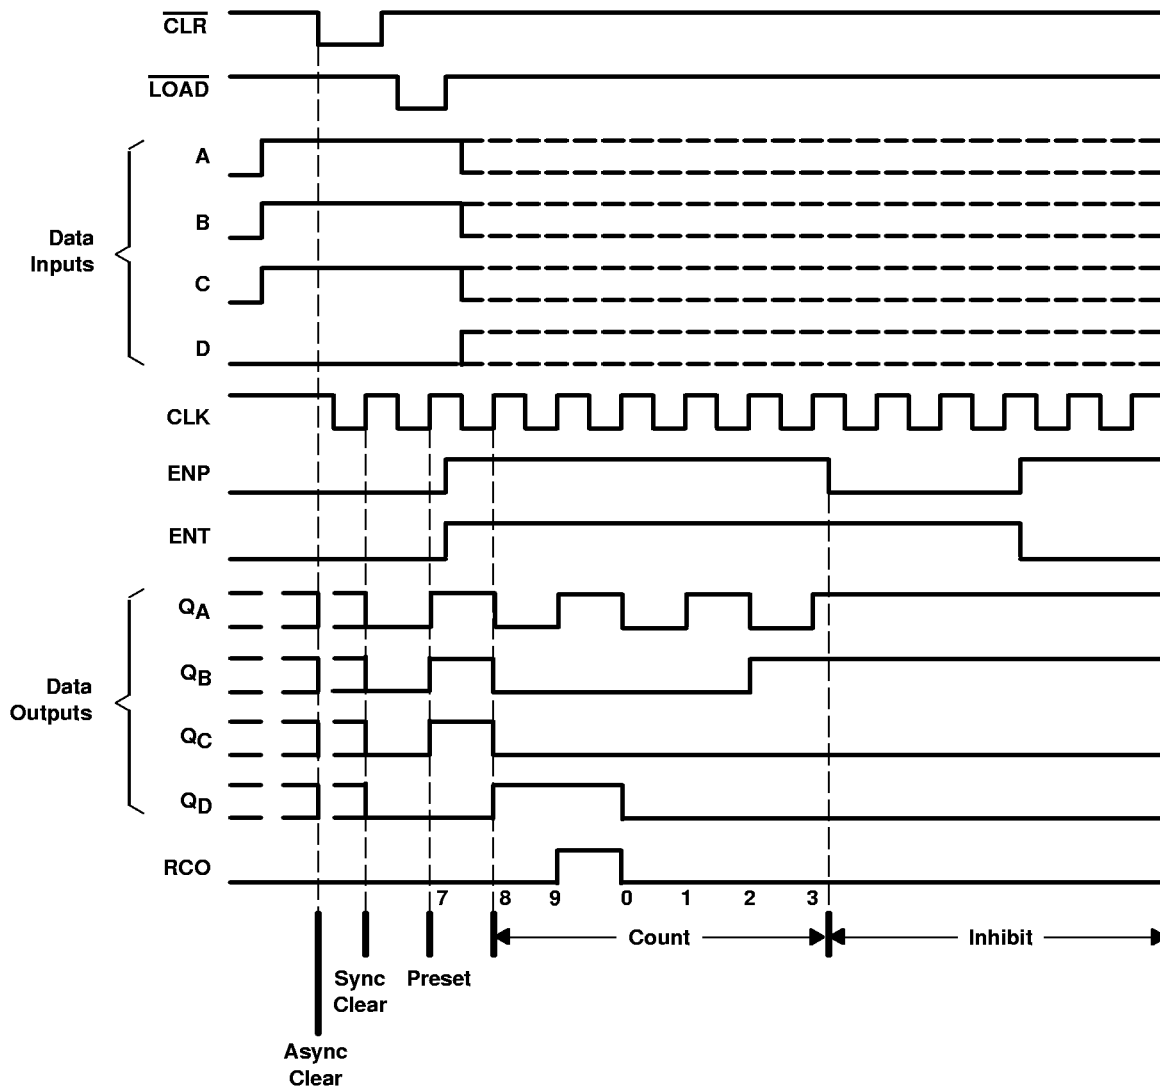 CLR
LOAD
A
B
Data
Inputs
C
D
CLK
ENP
ENT
QA
QB
Data
Outputs
QC
QD
RCO
7 8 9 0 1 2 3
Count Inhibit
Sync
Clear
Preset
Async
Clear